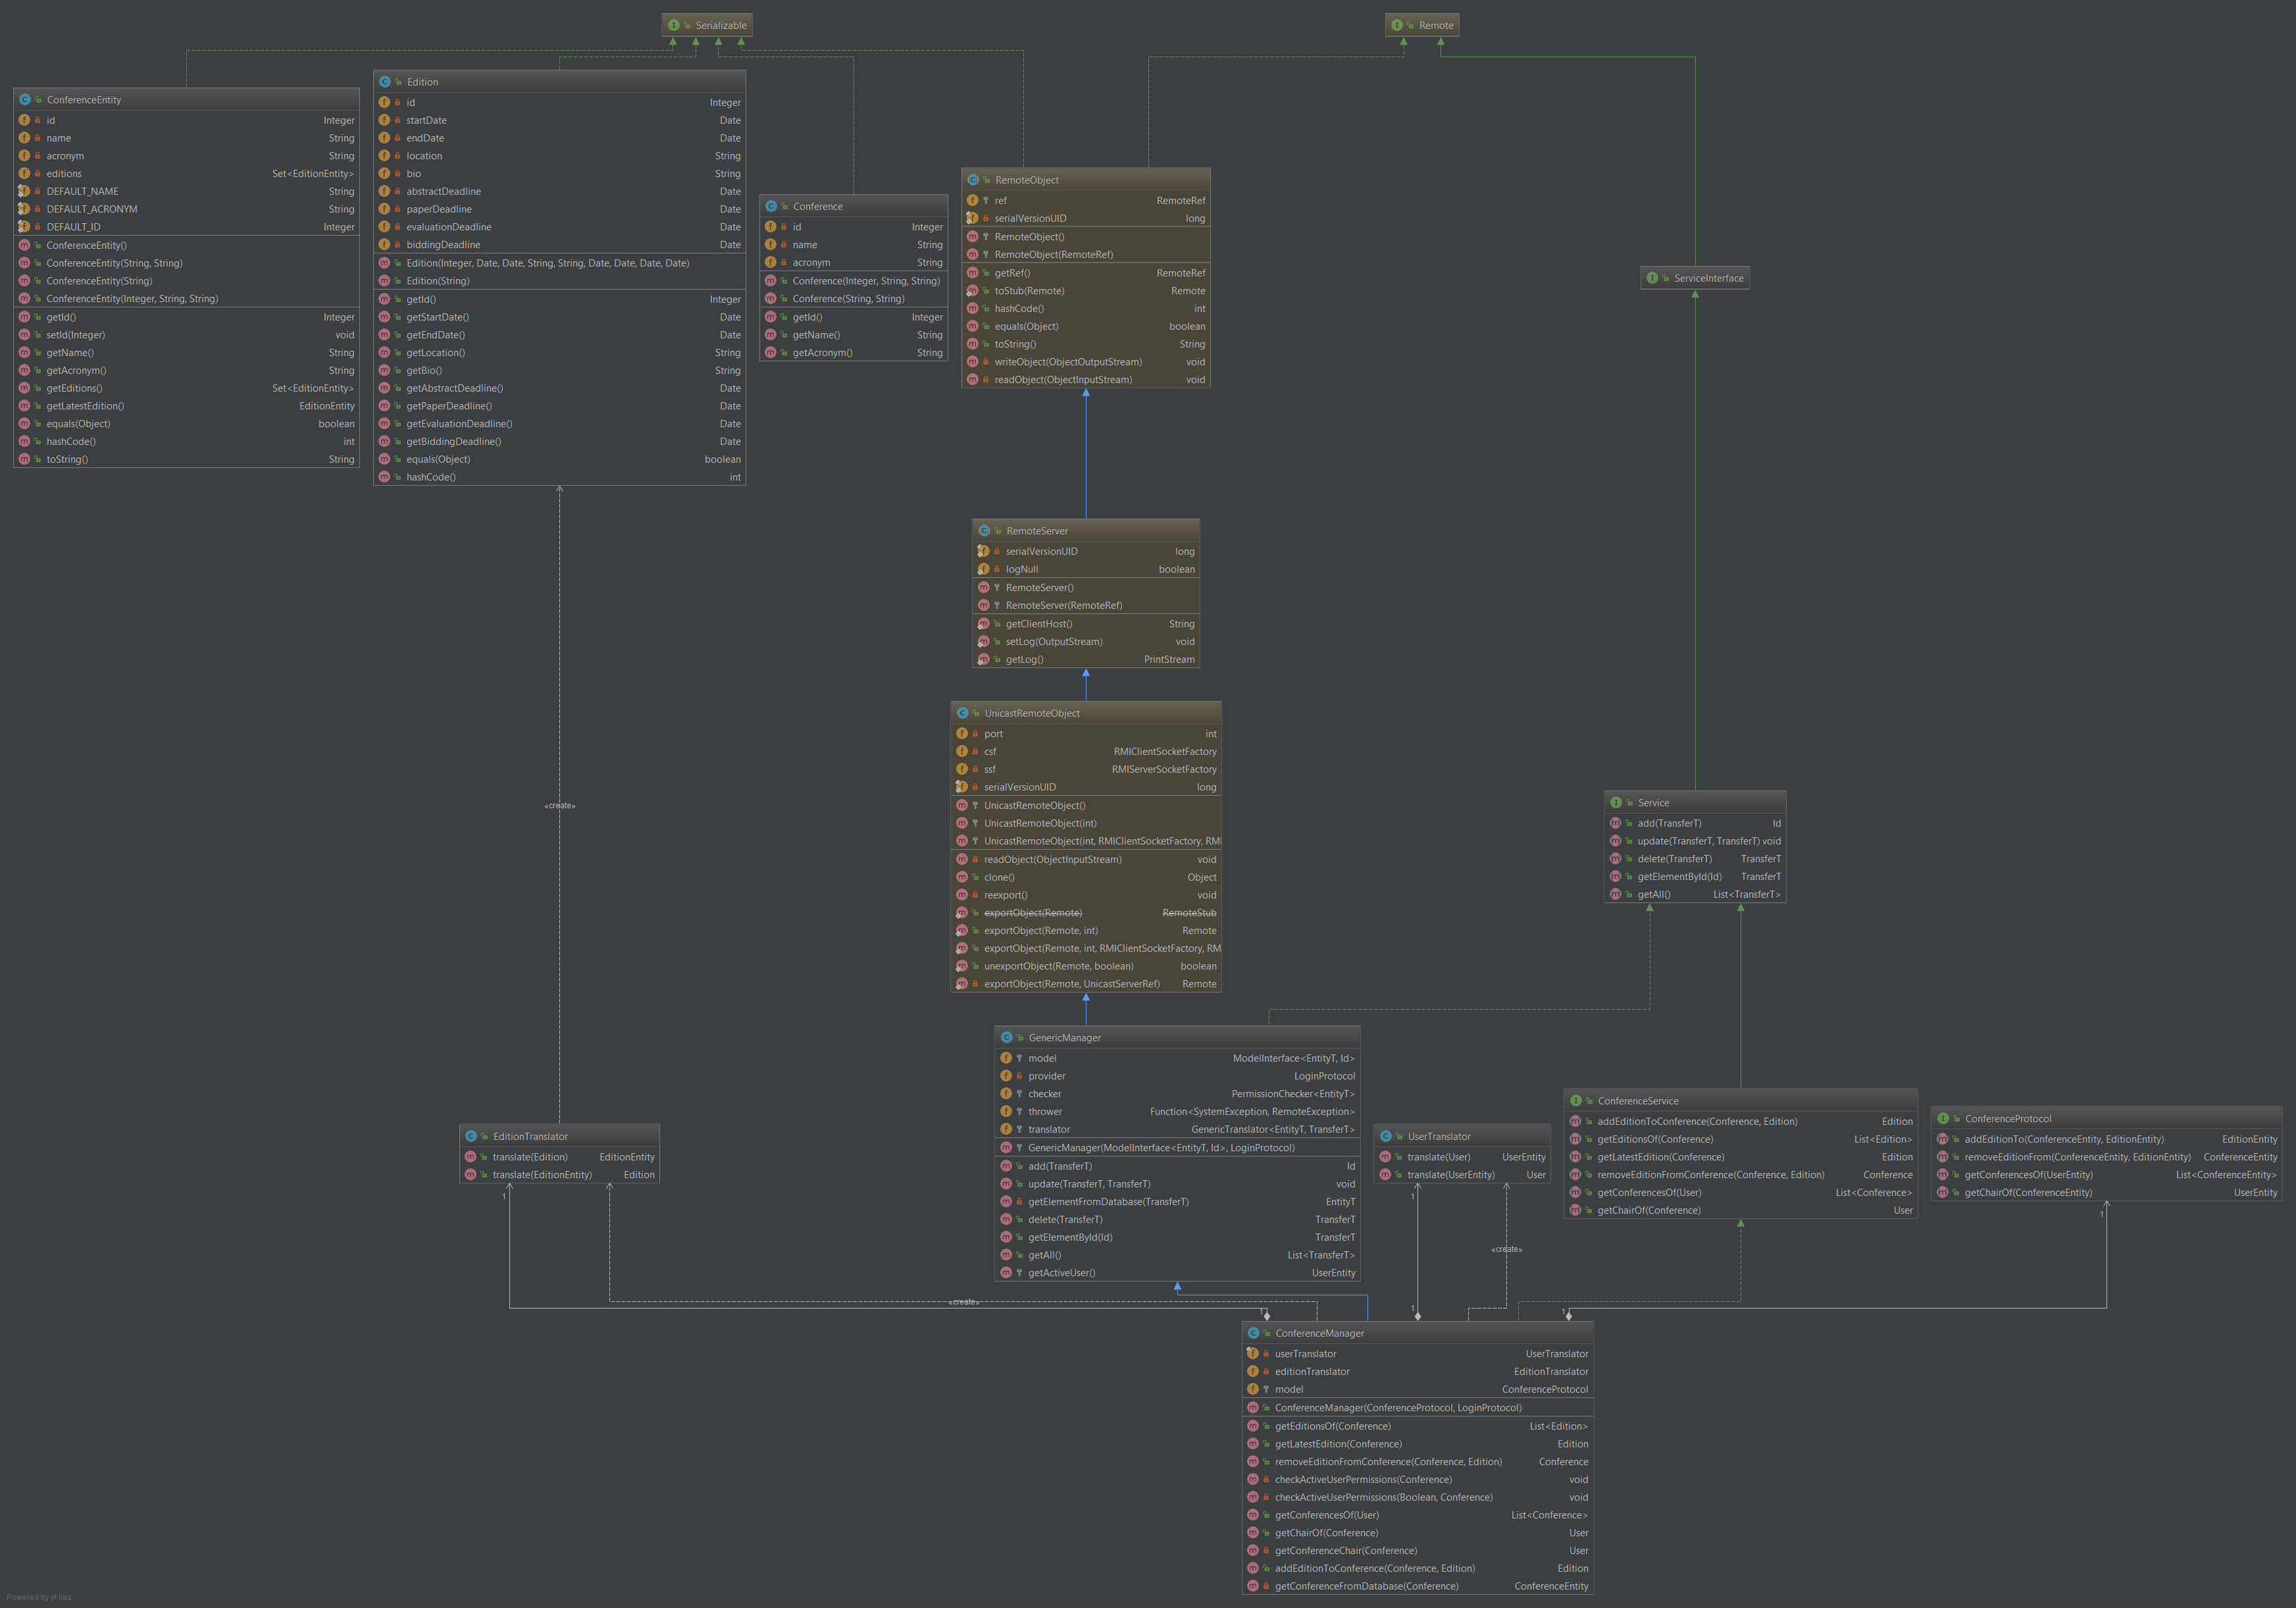 Serializable
Remote
ConferenceEntity
id Integer
name String
acronym String
editions Set<EditionEntity>
DEFAULT_NAME String
DEFAULT_ACRONYM String
DEFAULT_ID Integer
ConferenceEntity()
ConferenceEntity(String, String)
ConferenceEntity(String)
ConferenceEntity(Integer, String, String)
getId() Integer
setId(Integer) void
getName() String
getAcronym() String
getEditions() Set<EditionEntity>
getLatestEdition() EditionEntity
equals(Object) boolean
hashCode() int
toString() String
Edition
id Integer
startDate Date
endDate Date
location String
bio String
abstractDeadline Date
paperDeadline Date
evaluationDeadline Date
biddingDeadline Date
Edition(Integer, Date, Date, String, String, Date, Date, Date, Date)
Edition(String)
getId() Integer
getStartDate() Date
getEndDate() Date
getLocation() String
getBio() String
getAbstractDeadline() Date
getPaperDeadline() Date
getEvaluationDeadline() Date
getBiddingDeadline() Date
equals(Object) boolean
hashCode() int
Conference
id Integer
name String
acronym String
Conference(Integer, String, String)
Conference(String, String)
getId() Integer
getName() String
getAcronym() String
RemoteObject
ref RemoteRef
serialVersionUID long
RemoteObject()
RemoteObject(RemoteRef)
getRef() RemoteRef
toStub(Remote) Remote
hashCode() int
equals(Object) boolean
toString() String
writeObject(ObjectOutputStream) void
readObject(ObjectInputStream) void
ServiceInterface
RemoteServer
serialVersionUID long
logNull boolean
RemoteServer()
RemoteServer(RemoteRef)
getClientHost() String
setLog(OutputStream) void
getLog() PrintStream
UnicastRemoteObject
port int
csf RMIClientSocketFactory
ssf RMIServerSocketFactory
serialVersionUID long
UnicastRemoteObject()
UnicastRemoteObject(int)
UnicastRemoteObject(int, RMIClientSocketFactory, RMI
readObject(ObjectInputStream) void
clone() Object
reexport() void
exportObject(Remote) RemoteStub
exportObject(Remote, int) Remote
exportObject(Remote, int, RMIClientSocketFactory, RM
unexportObject(Remote, boolean) boolean
exportObject(Remote, UnicastServerRef) Remote
«create»
Service
add(TransferT) Id
update(TransferT, TransferT) void
delete(TransferT) TransferT
getElementById(Id) TransferT
getAll() List<TransferT>
GenericManager
model ModelInterface<EntityT, Id>
provider LoginProtocol
checker PermissionChecker<EntityT>
thrower Function<SystemException, RemoteException>
translator GenericTranslator<EntityT, TransferT>
GenericManager(ModelInterface<EntityT, Id>, LoginProtocol)
add(TransferT) Id
update(TransferT, TransferT) void
getElementFromDatabase(TransferT) EntityT
delete(TransferT) TransferT
getElementById(Id) TransferT
getAll() List<TransferT>
getActiveUser() UserEntity
EditionTranslator
translate(Edition) EditionEntity
translate(EditionEntity) Edition
UserTranslator
translate(User) UserEntity
translate(UserEntity) User
ConferenceService
addEditionToConference(Conference, Edition) Edition
getEditionsOf(Conference) List<Edition>
getLatestEdition(Conference) Edition
removeEditionFromConference(Conference, Edition) Conference
getConferencesOf(User) List<Conference>
getChairOf(Conference) User
ConferenceProtocol
addEditionTo(ConferenceEntity, EditionEntity) EditionEntity
removeEditionFrom(ConferenceEntity, EditionEntity) ConferenceEntity
getConferencesOf(UserEntity) List<ConferenceEntity>
getChairOf(ConferenceEntity) UserEntity
1
1
1
«create»
«create»
1
1
1
ConferenceManager
userTranslator UserTranslator
editionTranslator EditionTranslator
model ConferenceProtocol
ConferenceManager(ConferenceProtocol, LoginProtocol)
getEditionsOf(Conference) List<Edition>
getLatestEdition(Conference) Edition
removeEditionFromConference(Conference, Edition) Conference
checkActiveUserPermissions(Conference) void
checkActiveUserPermissions(Boolean, Conference) void
getConferencesOf(User) List<Conference>
getChairOf(Conference) User
getConferenceChair(Conference) User
addEditionToConference(Conference, Edition) Edition
getConferenceFromDatabase(Conference) ConferenceEntity
Powered by yFiles